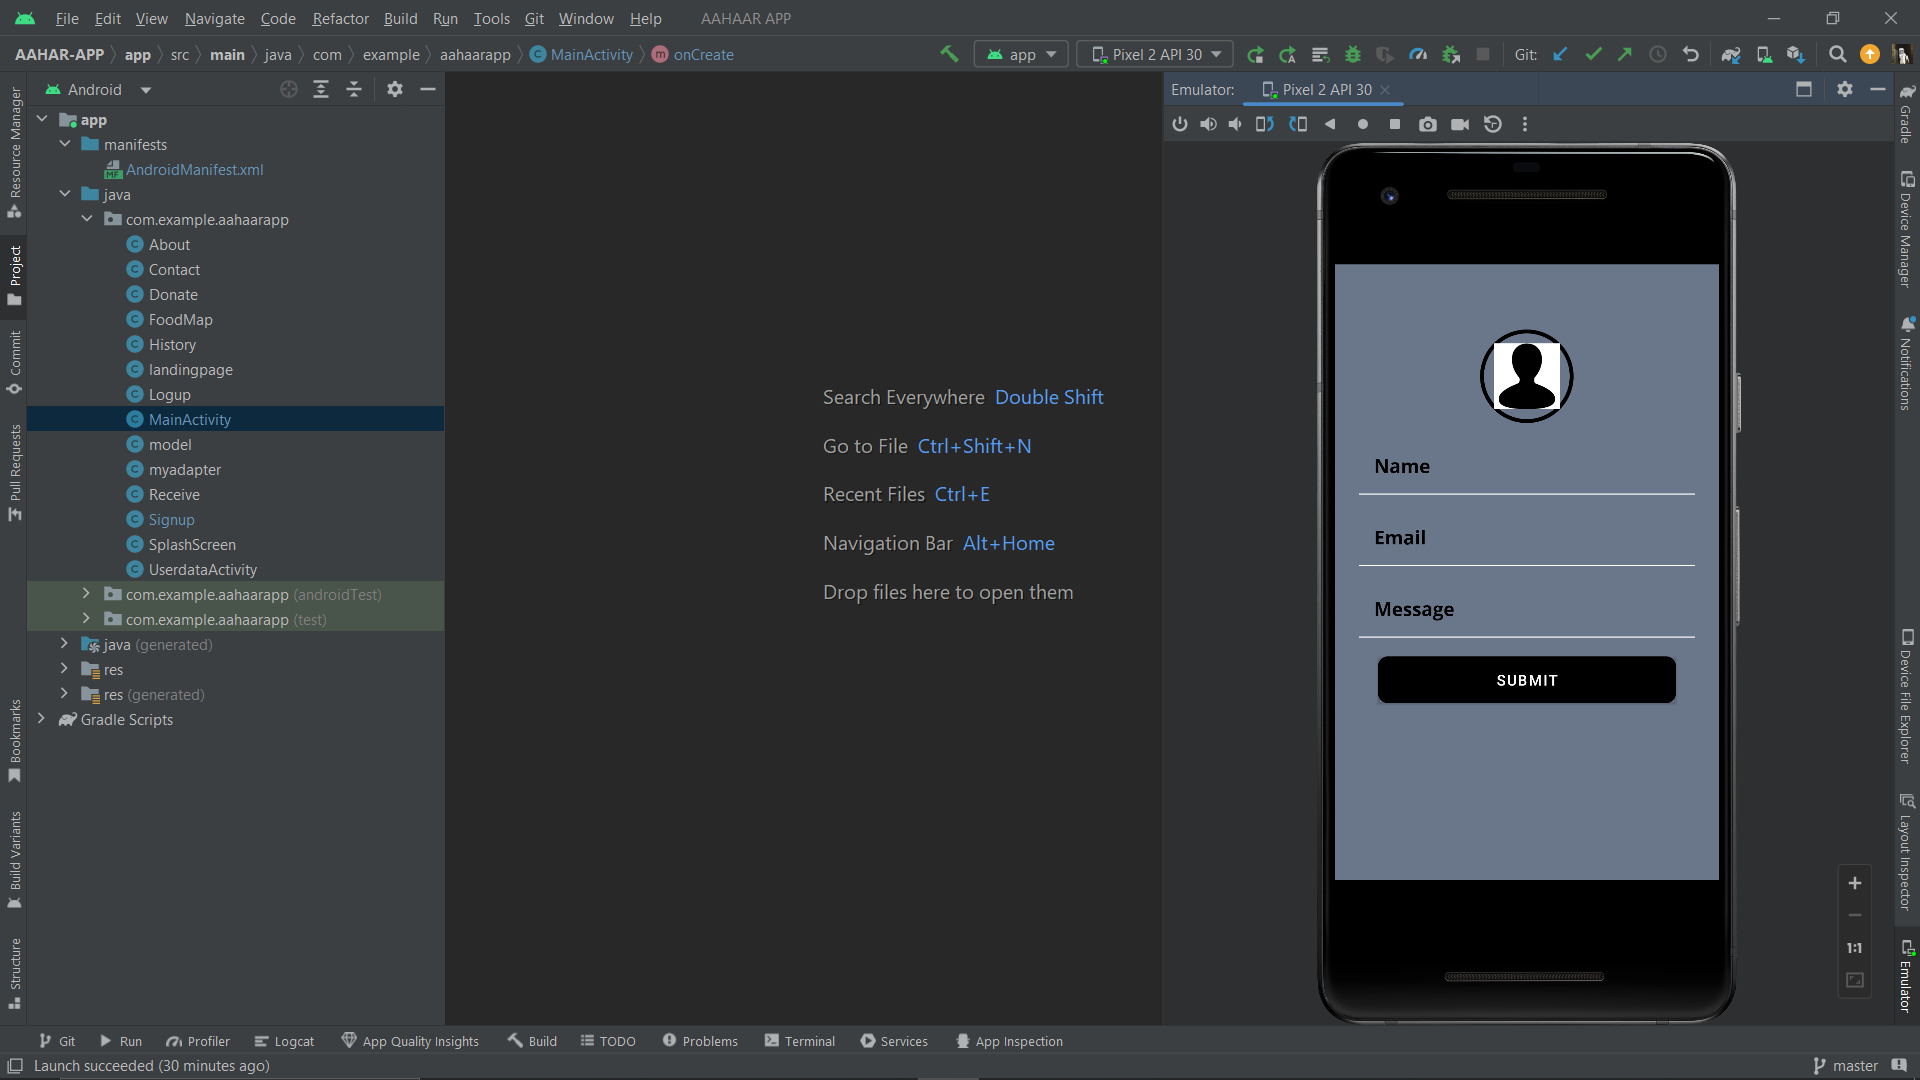 File Edit View Navigate Code Refactor Build Run Tools Git Window Help AAHAAR APP
AAHAR-APP app src main java com example aahaarapp C MainActivity m onCreate app Pixel 2 API 30 Git:
Android
Emulator: Pixel 2 API 30
app
manifests
MF AndroidManifest.xml
java
com.example.aahaarapp
C About
C Contact
C Donate
C FoodMap
C History
C landingpage
C Logup
C MainActivity
C model
C myadapter
C Receive
C Signup
C SplashScreen
C UserdataActivity
com.example.aahaarapp (androidTest)
com.example.aahaarapp (test)
java (generated)
res
res (generated)
Gradle Scripts
Resource Manager
Project
Commit
Pull Requests
Bookmarks
Build Variants
Structure
Search Everywhere Double Shift
Go to File Ctrl+Shift+N
Recent Files Ctrl+E
Navigation Bar Alt+Home
Drop files here to open them
Name
Email
Message
SUBMIT
1:1
Gradle
Device Manager
Notifications
Device File Explorer
Layout Inspector
Emulator
Git Run Profiler Logcat App Quality Insights Build TODO Problems Terminal Services App Inspection
Launch succeeded (30 minutes ago)
master